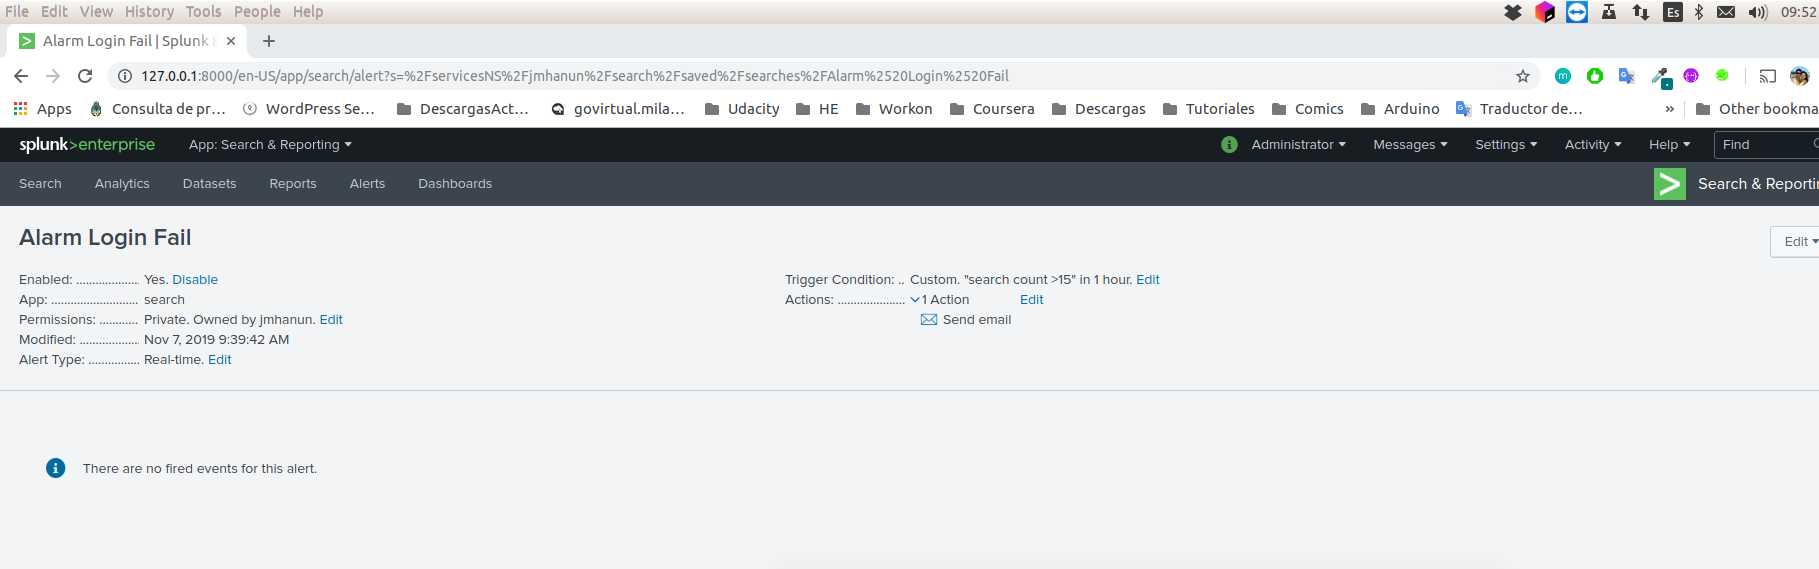 File Edit View History Tools People Help
Es 09:52
Alarm Login Fail | Splunk
127.0.0.1:8000/en-US/app/search/alert?s=%2FservicesNS%2Fjmhanun%2Fsearch%2Fsaved%2Fsearches%2FAlarm%2520Login%2520Fail
Apps Consulta de pr... WordPress Se... DescargasAct... govirtual.mila... Udacity HE Workon Coursera Descargas Tutoriales Comics Arduino Traductor de... » Other bookma
splunk>enterprise App: Search & Reporting Administrator Messages Settings Activity Help Find
Search Analytics Datasets Reports Alerts Dashboards Search & Reporti
Alarm Login Fail
Edit
Enabled: .................... Yes. Disable
App: ........................... search
Permissions: ............ Private. Owned by jmhanun. Edit
Modified: ................... Nov 7, 2019 9:39:42 AM
Alert Type: ................ Real-time. Edit
Trigger Condition: .. Custom. "search count >15" in 1 hour. Edit
Actions: ..................... 1 Action Edit
Send email
There are no fired events for this alert.